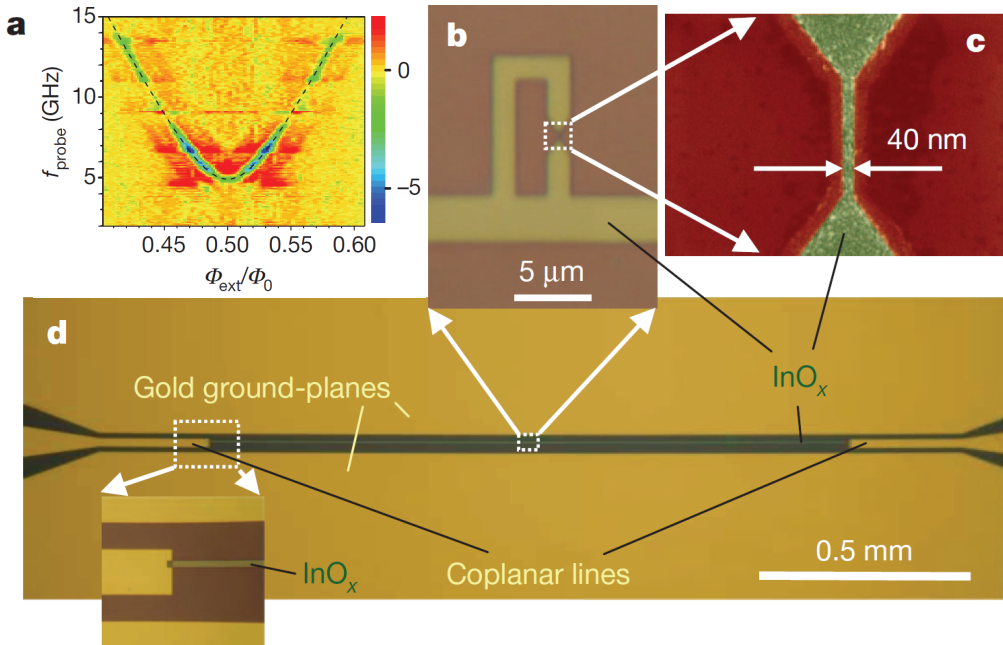 a
15
10
5
f_probe (GHz)
0.45 0.50 0.55 0.60
Φ_ext/Φ_0
0
−5
b
5 μm
c
40 nm
d
Gold ground-planes
InO_x
InO_x
Coplanar lines
0.5 mm